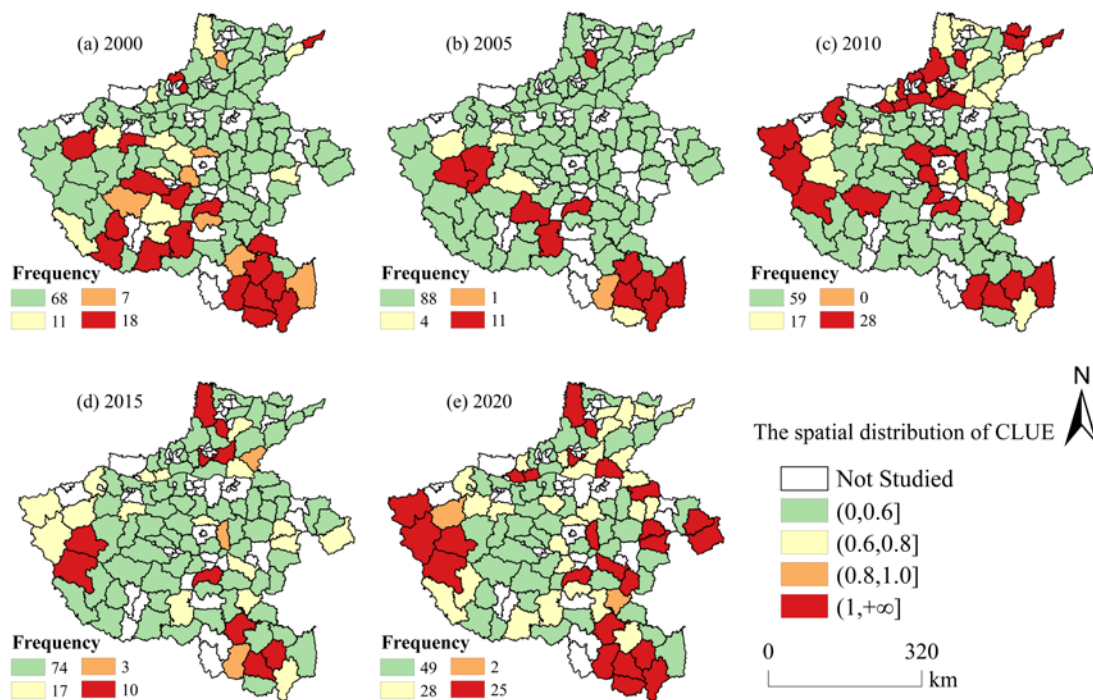 (a) 2000
Frequency
68 7
11 18
(b) 2005
Frequency
88 1
4 11
(c) 2010
Frequency
59 0
17 28
(d) 2015
Frequency
74 3
17 10
(e) 2020
Frequency
49 2
28 25
N
The spatial distribution of CLUE
Not Studied
(0,0.6]
(0.6,0.8]
(0.8,1.0]
(1,+∞]
0 320
km